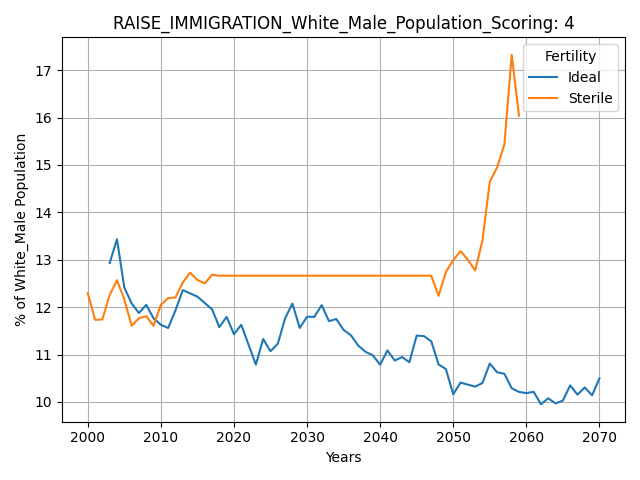 RAISE_IMMIGRATION_White_Male_Population_Scoring: 4
Fertility
Ideal
Sterile
% of White_Male Population
17
16
15
14
13
12
11
10
2000 2010 2020 2030 2040 2050 2060 2070
Years